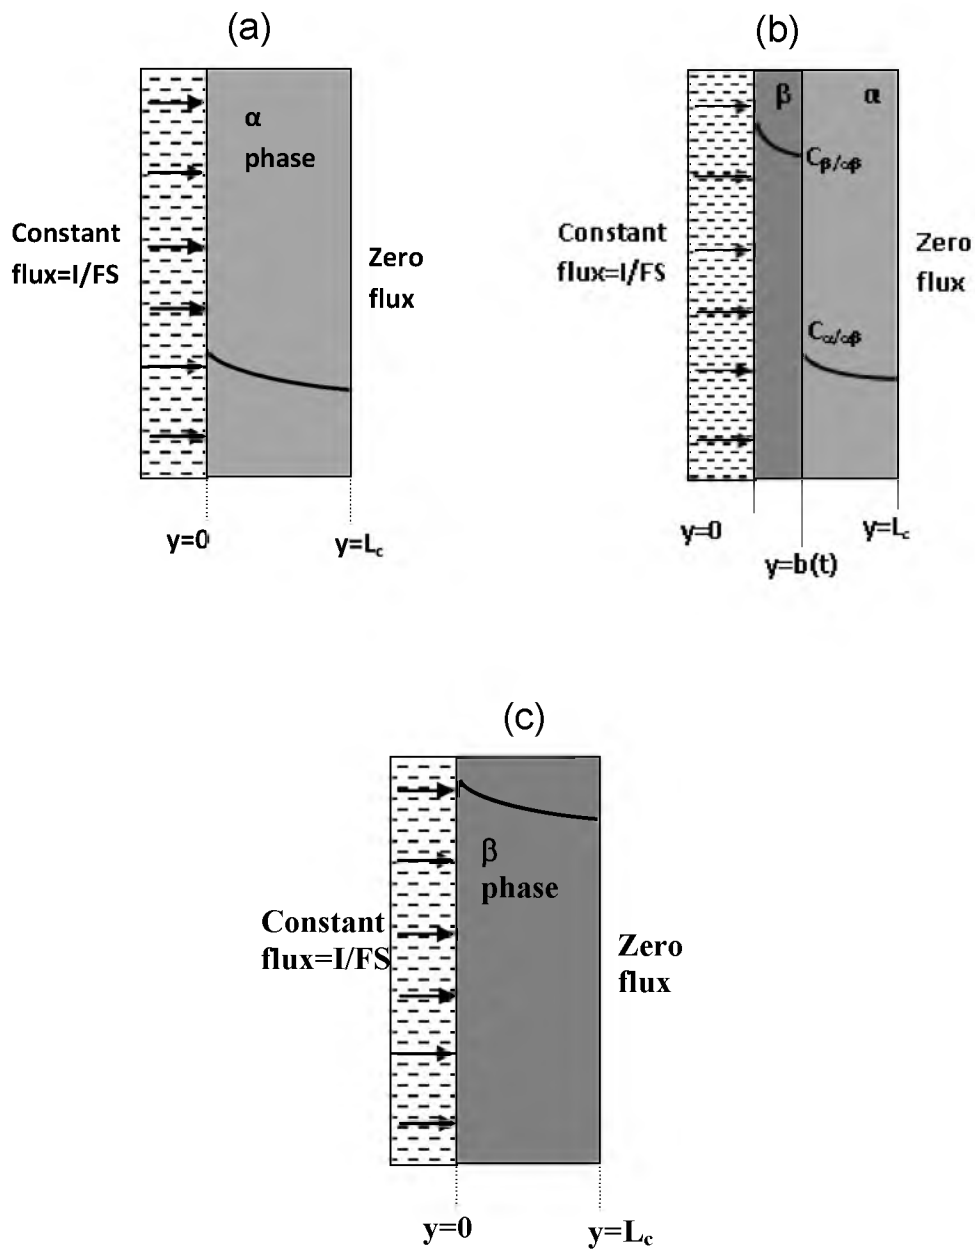 (a)
α
phase
Constant
flux=I/FS
Zero
flux
y=0
y=Lc
(b)
β
α
Cβ/αβ
Constant
flux=I/FS
Zero
flux
Cα/αβ
y=0
y=Lc
y=b(t)
(c)
β
phase
Constant
flux=I/FS
Zero
flux
y=0
y=Lc